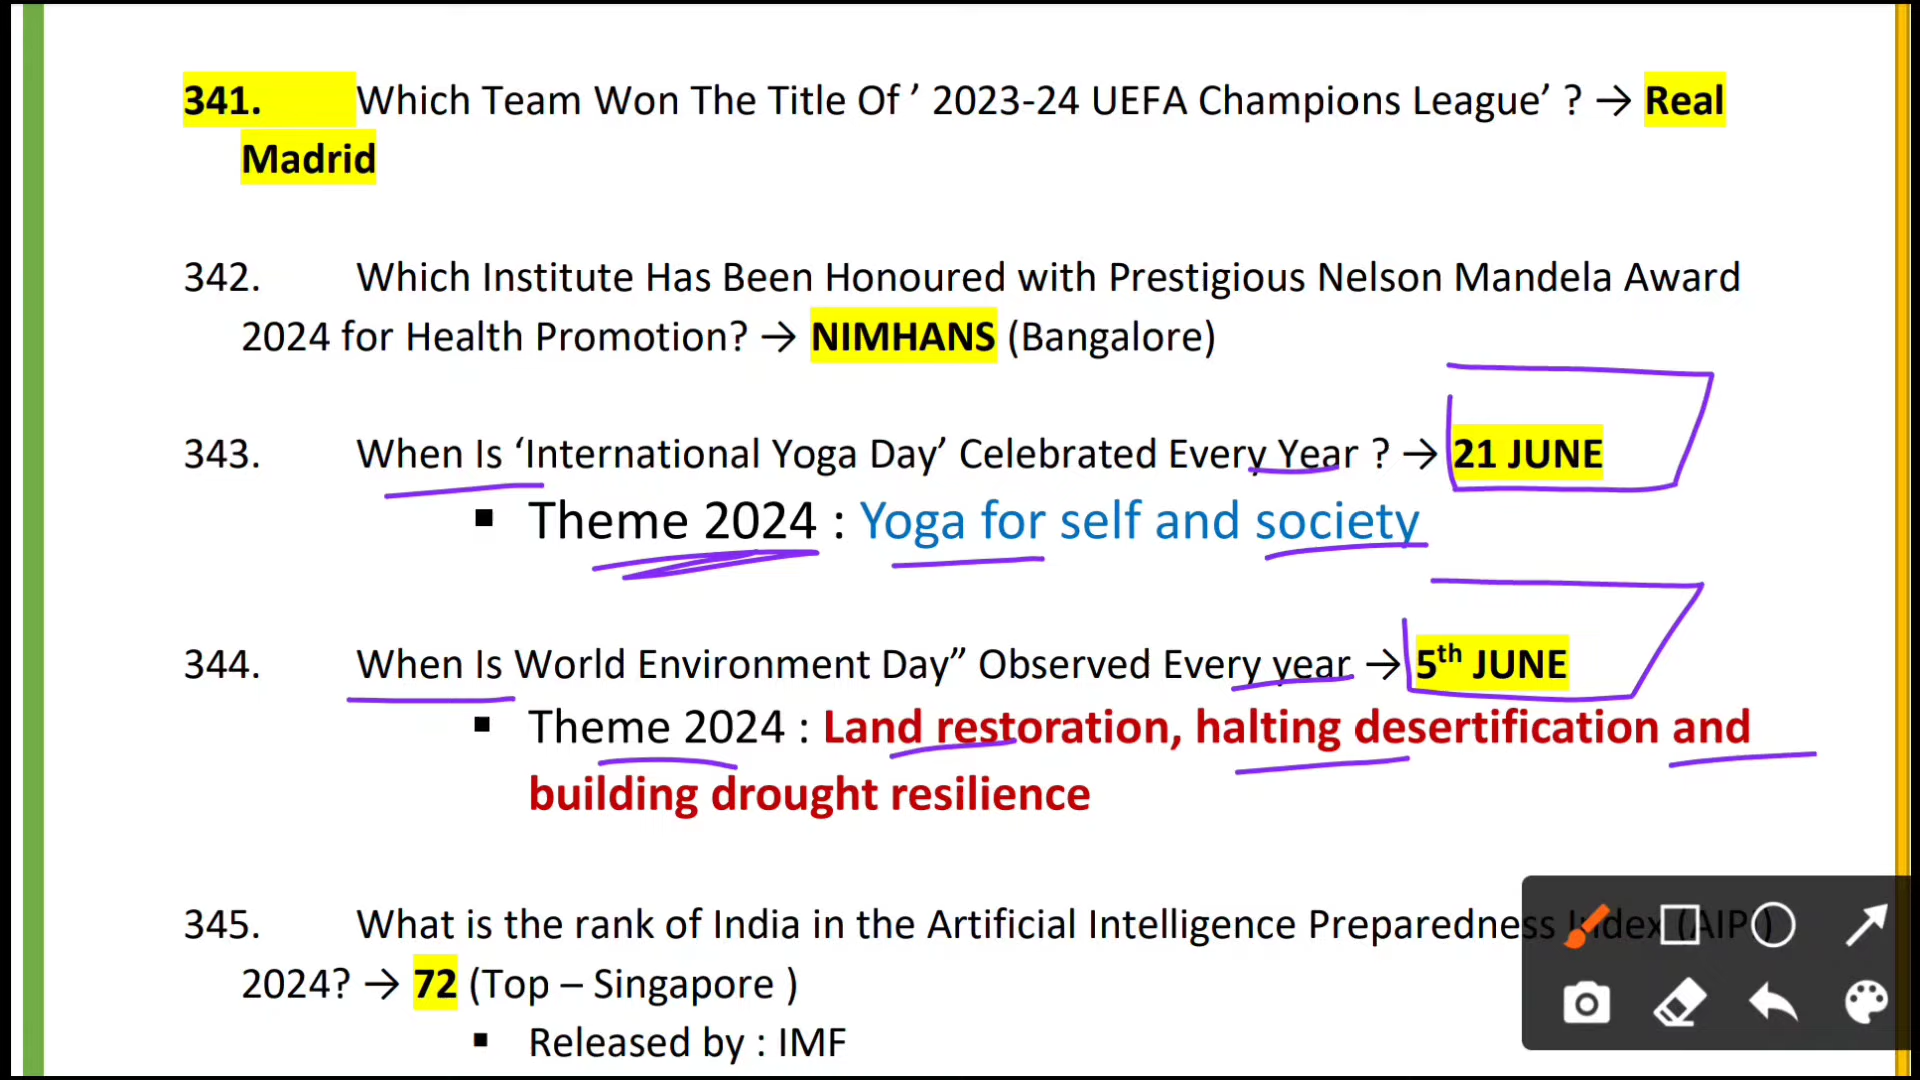 341. Which Team Won The Title Of ’ 2023-24 UEFA Champions League’ ? → Real
Madrid
342. Which Institute Has Been Honoured with Prestigious Nelson Mandela Award
2024 for Health Promotion? → NIMHANS (Bangalore)
343. When Is ‘International Yoga Day’ Celebrated Every Year ? → 21 JUNE
▪ Theme 2024 : Yoga for self and society
344. When Is World Environment Day” Observed Every year → 5th JUNE
▪ Theme 2024 : Land restoration, halting desertification and
building drought resilience
345. What is the rank of India in the Artificial Intelligence Preparedness Index (AIPI)
2024? → 72 (Top – Singapore )
▪ Released by : IMF